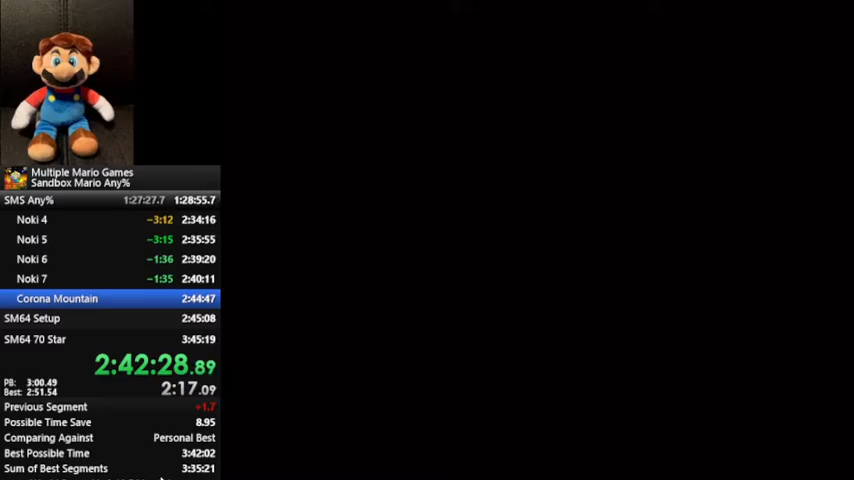 Multiple Mario Games
Sandbox Mario Any%
SMS Any% 1:27:27.7 1:28:55.7
Noki 4 −3:12 2:34:16
Noki 5 −3:15 2:35:55
Noki 6 −1:36 2:39:20
Noki 7 −1:35 2:40:11
Corona Mountain 2:44:47
SM64 Setup 2:45:08
SM64 70 Star 3:45:19
2:42:28.89
PB: 3:00.49
Best: 2:51.54
2:17.09
Previous Segment +1.7
Possible Time Save 8.95
Comparing Against Personal Best
Best Possible Time 3:42:02
Sum of Best Segments 3:35:21